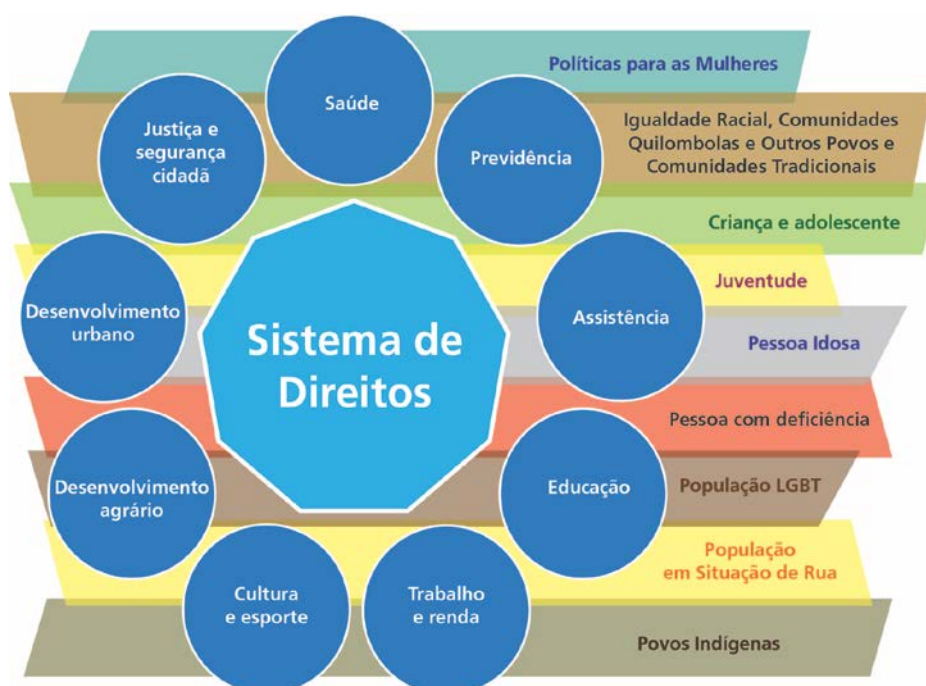 Políticas para as Mulheres
Saúde
Justiça e
segurança
cidadã
Previdência
Igualdade Racial, Comunidades
Quilombolas e Outros Povos e
Comunidades Tradicionais
Criança e adolescente
Juventude
Desenvolvimento
urbano
Assistência
Sistema de
Direitos
Pessoa Idosa
Pessoa com deficiência
Desenvolvimento
agrário
Educação
População LGBT
População
em Situação de Rua
Cultura
e esporte
Trabalho
e renda
Povos Indígenas